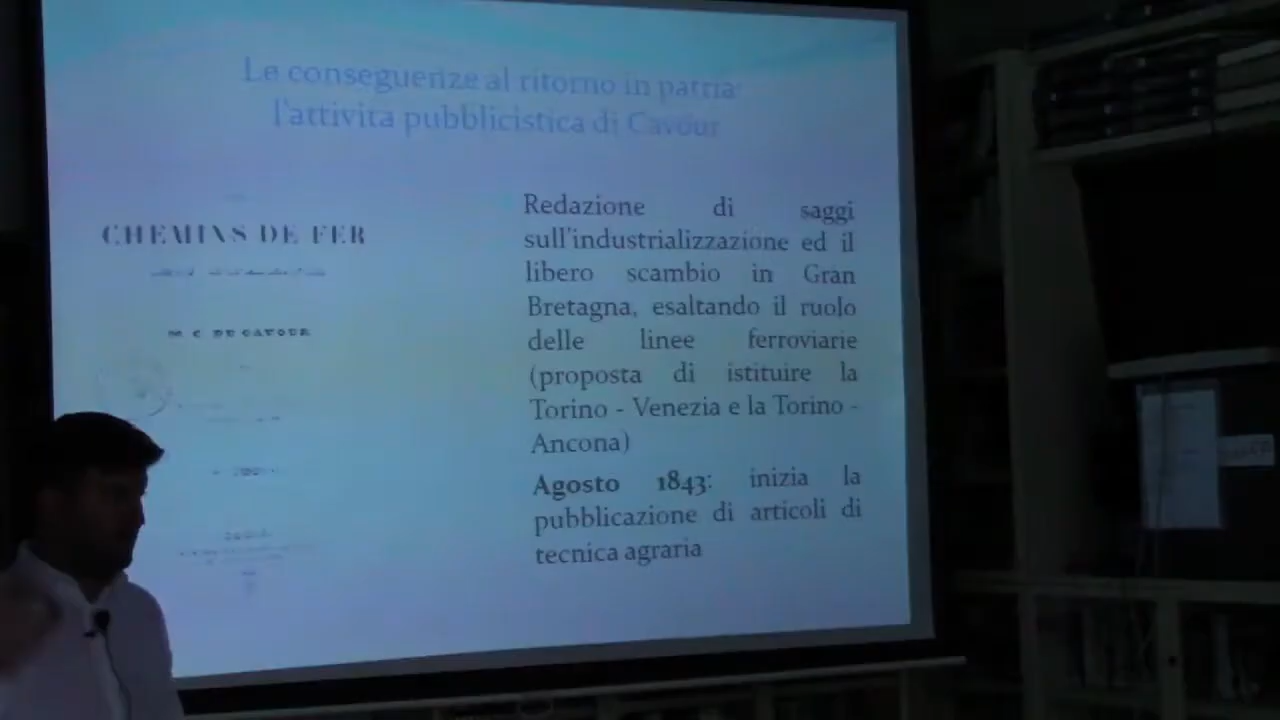 Le conseguenze al ritorno in patria:
l'attività pubblicistica di Cavour
CHEMINS DE FER
M. C. DE CAVOUR
Redazione di saggi
sull'industrializzazione ed il
libero scambio in Gran
Bretagna, esaltando il ruolo
delle linee ferroviarie
(proposta di istituire la
Torino - Venezia e la Torino -
Ancona)
Agosto 1843: inizia la
pubblicazione di articoli di
tecnica agraria